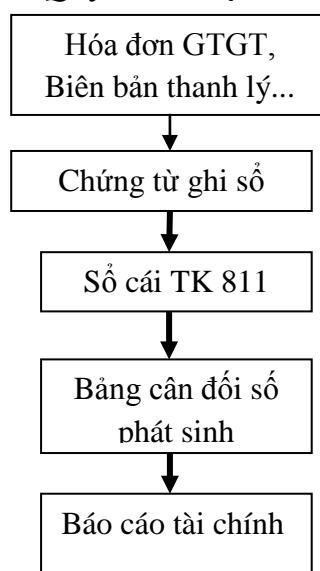 Hóa đơn GTGT,
Biên bản thanh lý...
Chứng từ ghi sổ
Sổ cái TK 811
Bảng cân đối số
phát sinh
Báo cáo tài chính